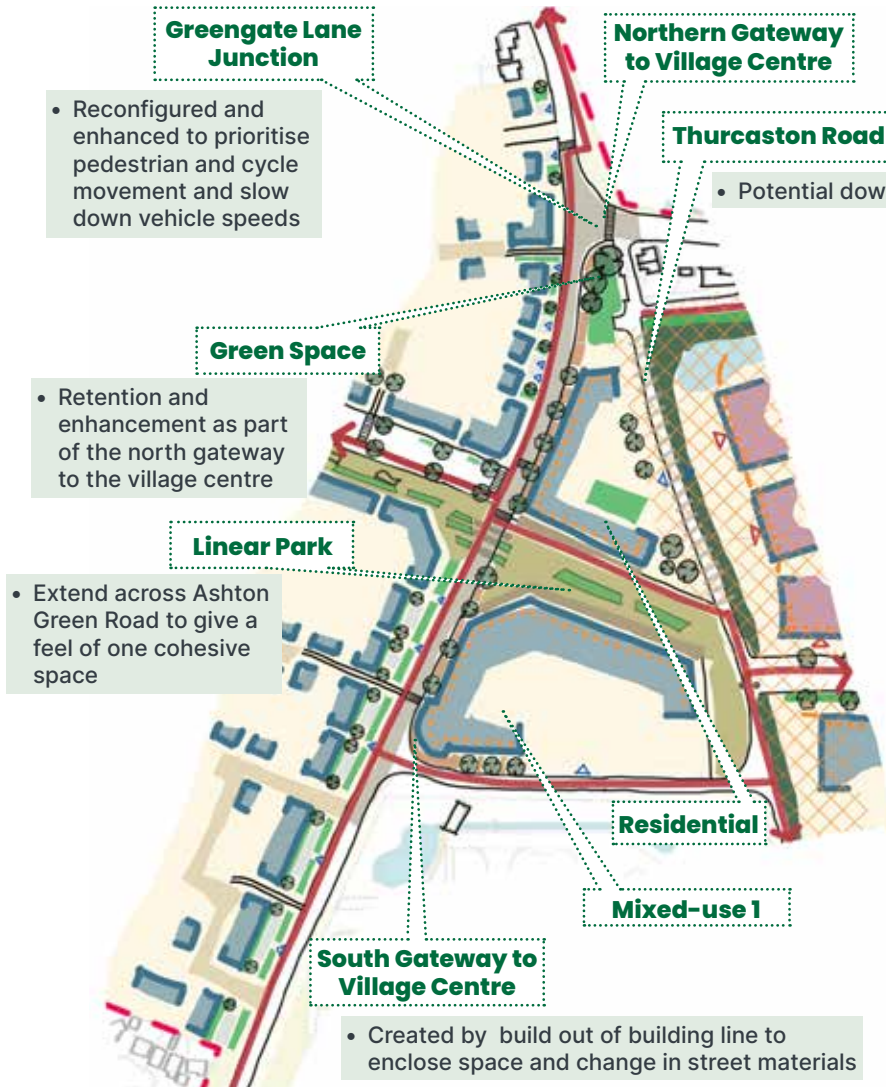 Greengate Lane
Junction
• Reconfigured and
enhanced to prioritise
pedestrian and cycle
movement and slow
down vehicle speeds
Northern Gateway
to Village Centre
Thurcaston Road
• Potential dow
Green Space
• Retention and
enhancement as part
of the north gateway
to the village centre
Linear Park
• Extend across Ashton
Green Road to give a
feel of one cohesive
space
Residential
Mixed-use 1
South Gateway to
Village Centre
• Created by build out of building line to
enclose space and change in street materials